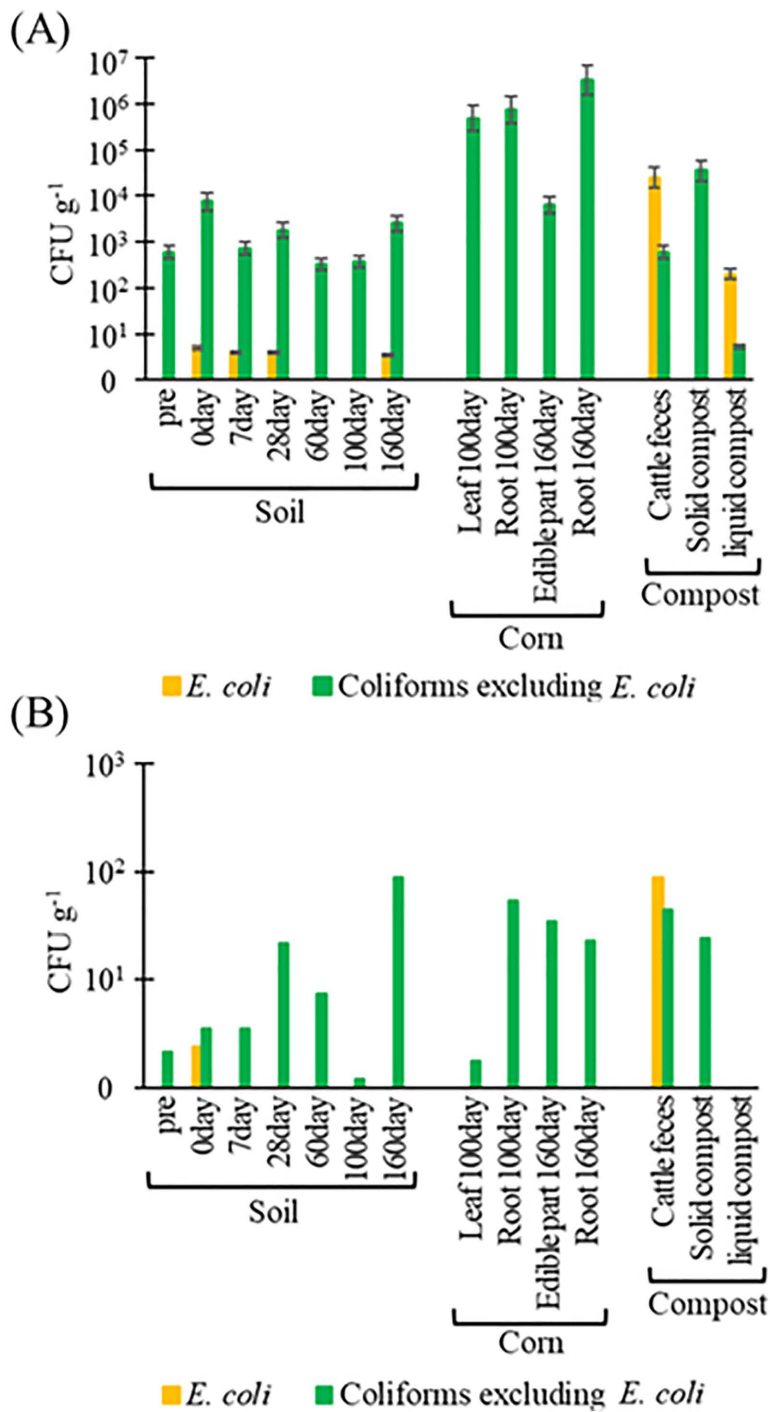 (A)
CFU g⁻¹
10⁷
10⁶
10⁵
10⁴
10³
10²
10¹
0
pre
0day
7day
28day
60day
100day
160day
Soil
Leaf 100day
Root 100day
Edible part 160day
Root 160day
Corn
Cattle feces
Solid compost
liquid compost
Compost
E. coli
Coliforms excluding E. coli
(B)
CFU g⁻¹
10³
10²
10¹
0
pre
0day
7day
28day
60day
100day
160day
Soil
Leaf 100day
Root 100day
Edible part 160day
Root 160day
Corn
Cattle feces
Solid compost
liquid compost
Compost
E. coli
Coliforms excluding E. coli